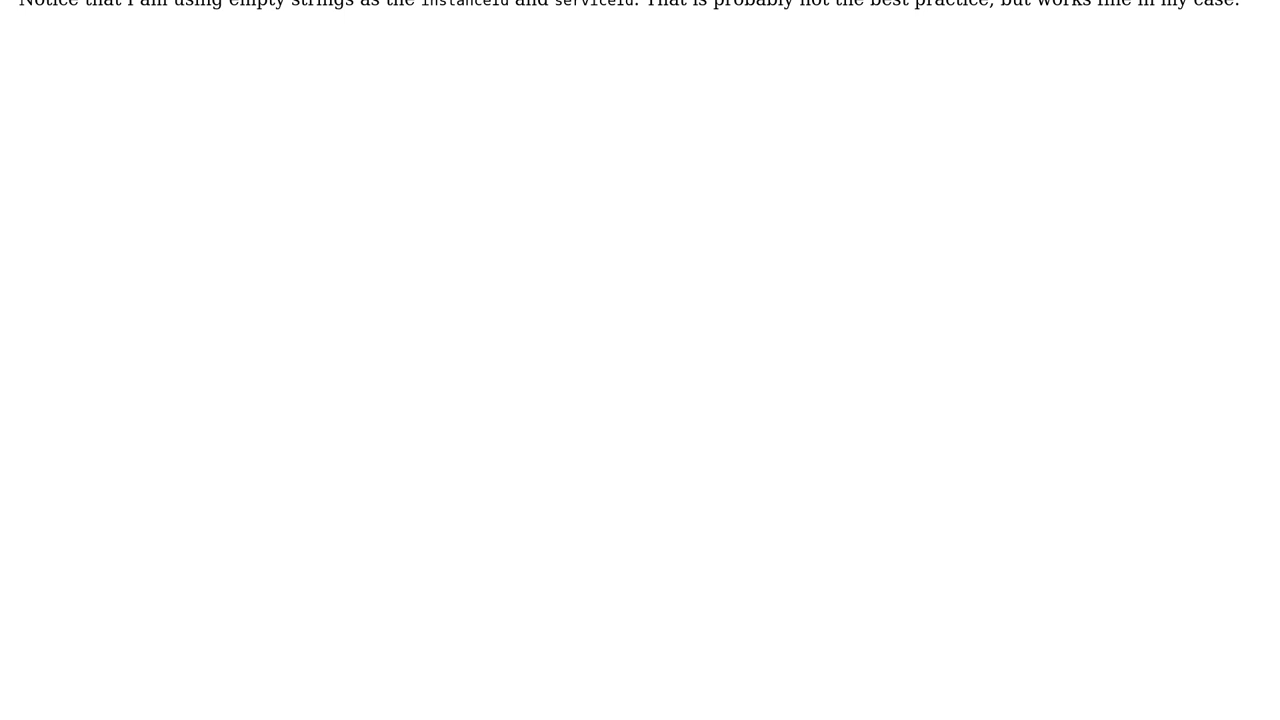 Notice that I am using empty strings as the instanceId and serviceId. That is probably not the best practice, but works fine in my case.